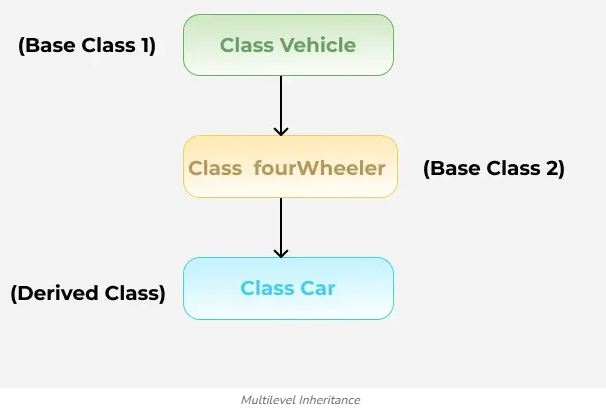 (Base Class 1)
Class Vehicle
Class fourWheeler
(Base Class 2)
(Derived Class)
Class Car
Multilevel Inheritance